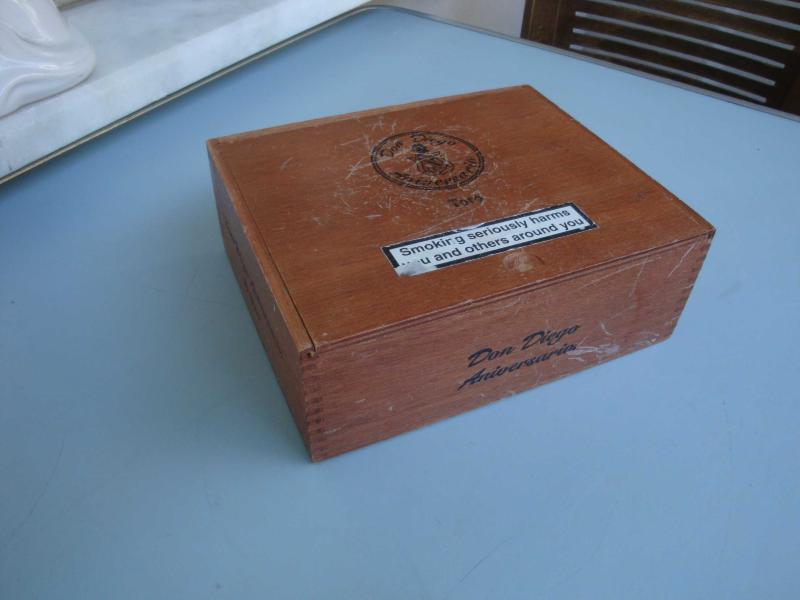 Don Diego
Aniversario
Toro
Smoking seriously harms
you and others around you
Don Diego
Aniversario